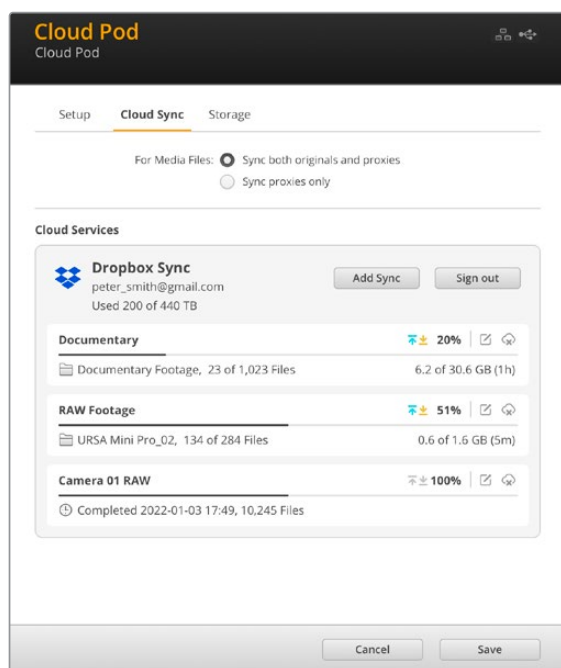 Cloud Pod
Cloud Pod
Setup Cloud Sync Storage
For Media Files: Sync both originals and proxies
Sync proxies only
Cloud Services
Dropbox Sync
peter_smith@gmail.com
Used 200 of 440 TB
Add Sync Sign out
Documentary 20%
Documentary Footage, 23 of 1,023 Files 6.2 of 30.6 GB (1h)
RAW Footage 51%
URSA Mini Pro_02, 134 of 284 Files 0.6 of 1.6 GB (5m)
Camera 01 RAW 100%
Completed 2022-01-03 17:49, 10,245 Files
Cancel Save